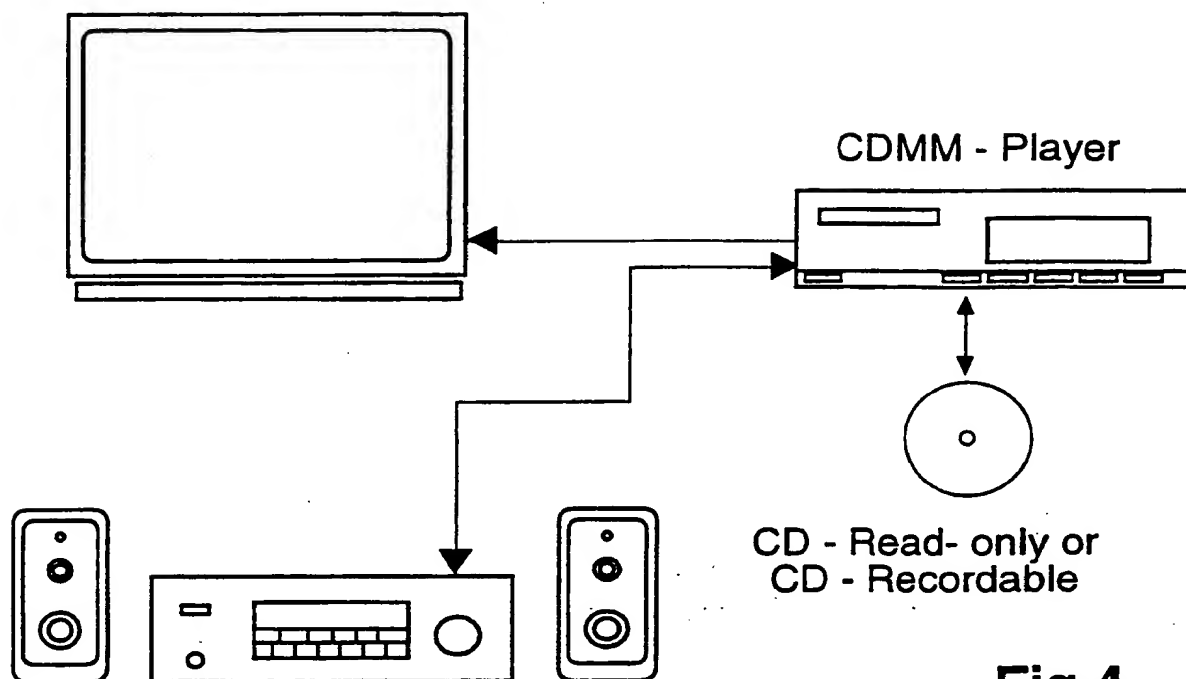 CDMM - Player
CD - Read- only or
CD - Recordable
Fig 4